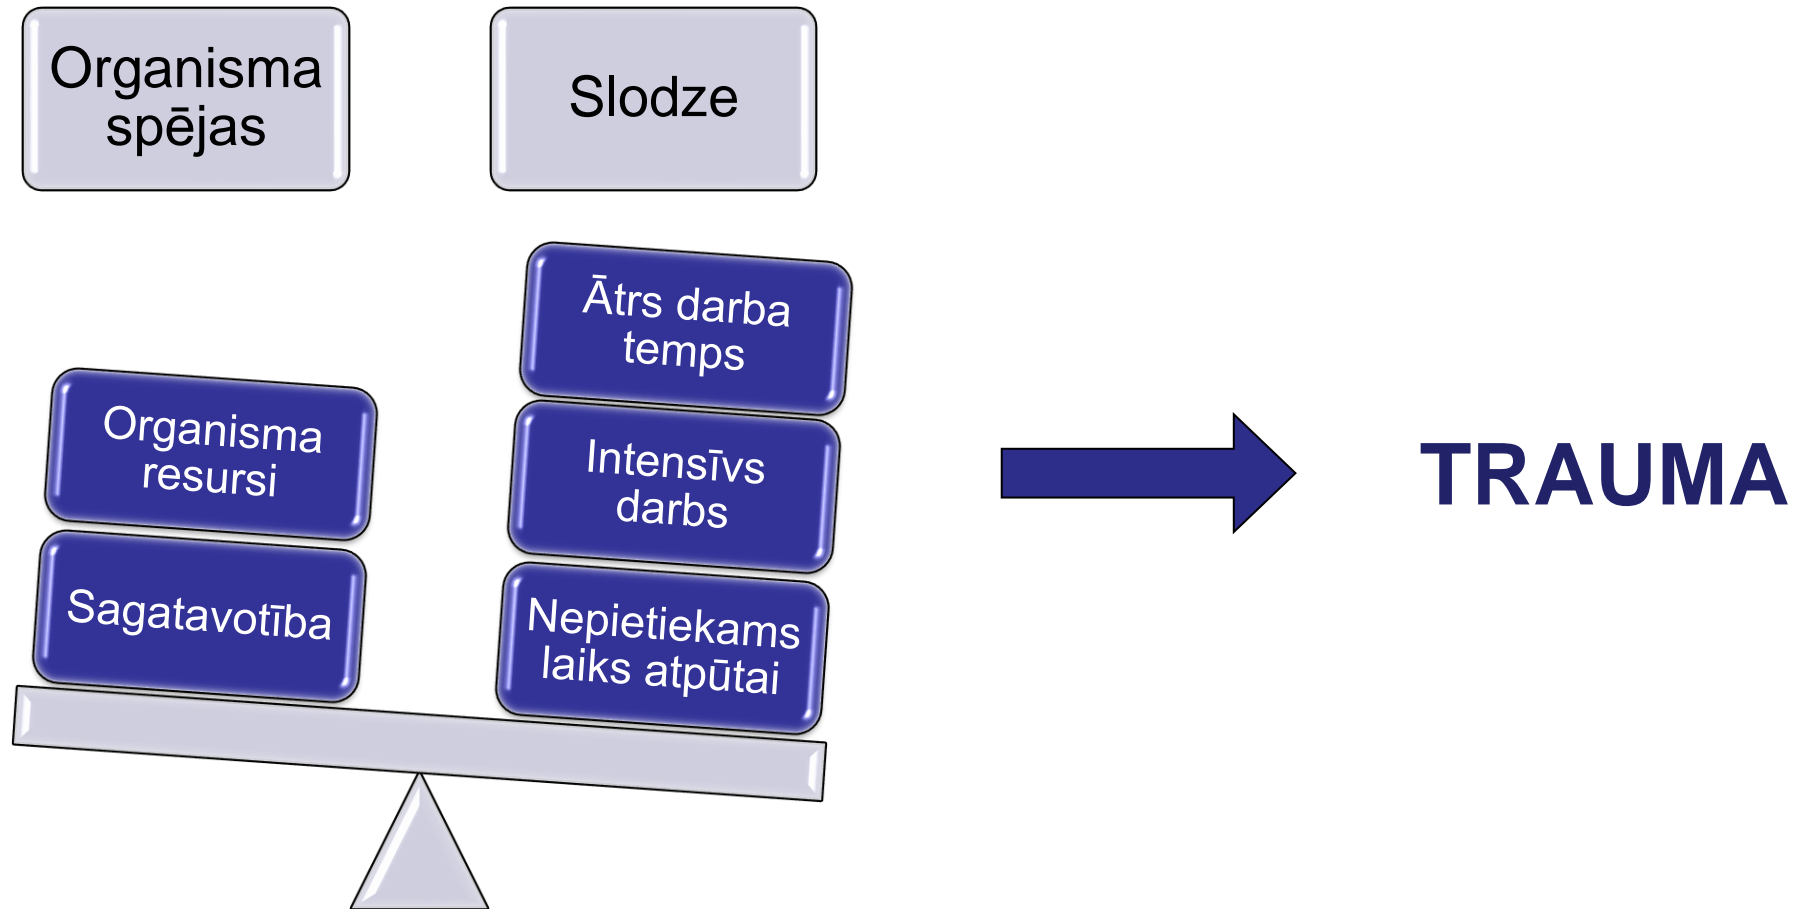 Organisma
spējas
Slodze
Ātrs darba
temps
Organisma
resursi
Intensīvs
darbs
TRAUMA
Sagatavotība
Nepietiekams
laiks atpūtai